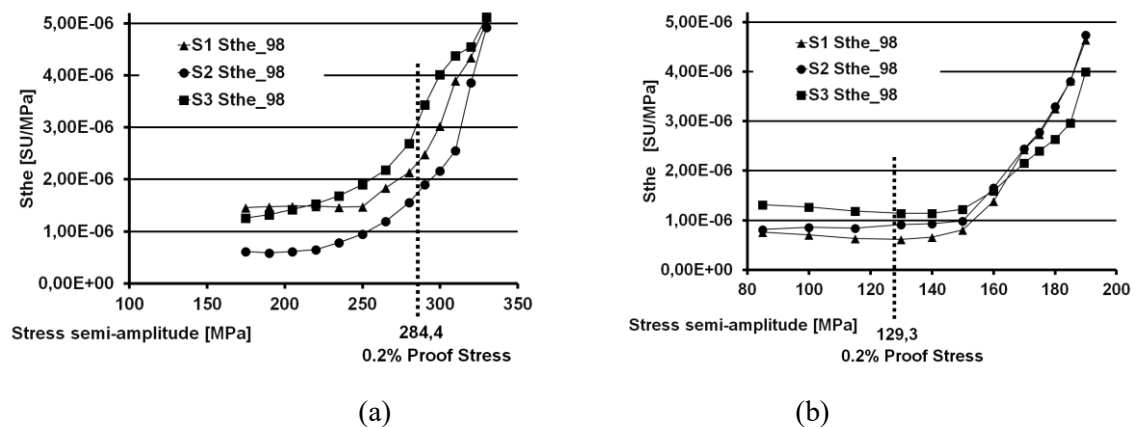 5,00E-06
4,00E-06
3,00E-06
2,00E-06
1,00E-06
0,00E+00
Sthe [SU/MPa]
S1 Sthe_98
S2 Sthe_98
S3 Sthe_98
100 150 200 250 300 350
Stress semi-amplitude [MPa]
284,4
0.2% Proof Stress
(a)
5,00E-06
4,00E-06
3,00E-06
2,00E-06
1,00E-06
0,00E+00
Sthe [SU/MPa]
S1 Sthe_98
S2 Sthe_98
S3 Sthe_98
80 100 120 140 160 180 200
Stress semi-amplitude [MPa]
129,3
0.2% Proof Stress
(b)